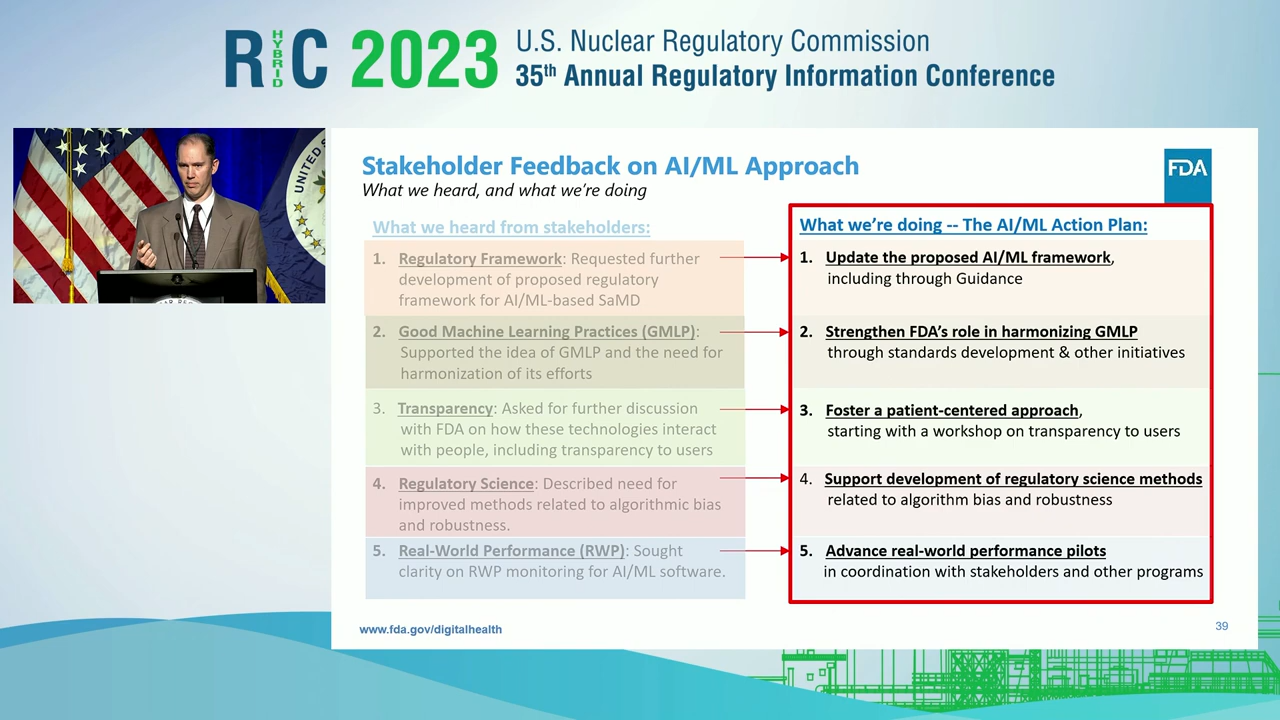 RIC HYBRID 2023
U.S. Nuclear Regulatory Commission
35th Annual Regulatory Information Conference
UNITED
Stakeholder Feedback on AI/ML Approach
What we heard, and what we're doing
FDA
What we heard from stakeholders:
1. Regulatory Framework: Requested further
development of proposed regulatory
framework for AI/ML-based SaMD
2. Good Machine Learning Practices (GMLP):
Supported the idea of GMLP and the need for
harmonization of its efforts
3. Transparency: Asked for further discussion
with FDA on how these technologies interact
with people, including transparency to users
4. Regulatory Science: Described need for
improved methods related to algorithmic bias
and robustness.
5. Real-World Performance (RWP): Sought
clarity on RWP monitoring for AI/ML software.
What we're doing -- The AI/ML Action Plan:
1. Update the proposed AI/ML framework,
including through Guidance
2. Strengthen FDA's role in harmonizing GMLP
through standards development & other initiatives
3. Foster a patient-centered approach,
starting with a workshop on transparency to users
4. Support development of regulatory science methods
related to algorithm bias and robustness
5. Advance real-world performance pilots
in coordination with stakeholders and other programs
www.fda.gov/digitalhealth
39